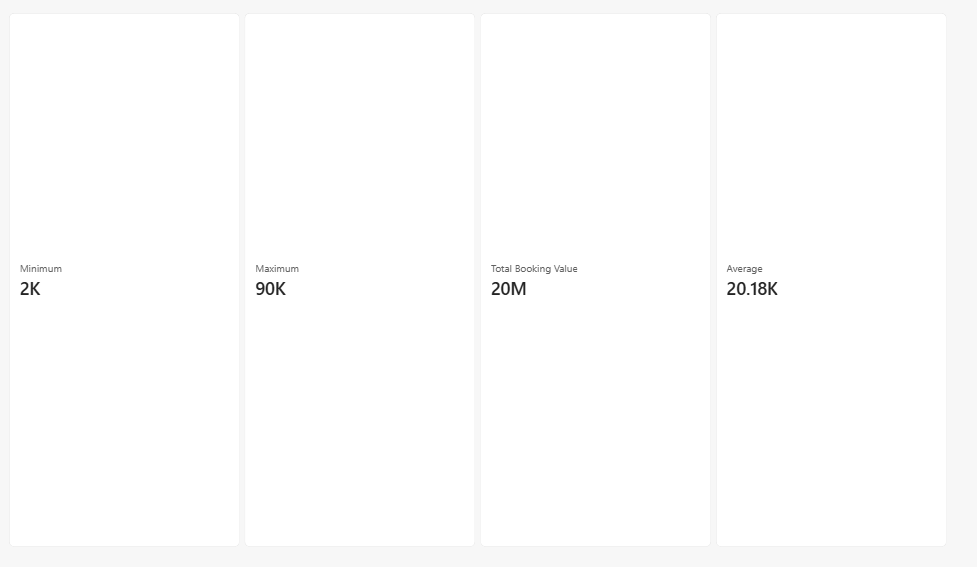 Minimum
2K
Maximum
90K
Total Booking Value
20M
Average
20.18K